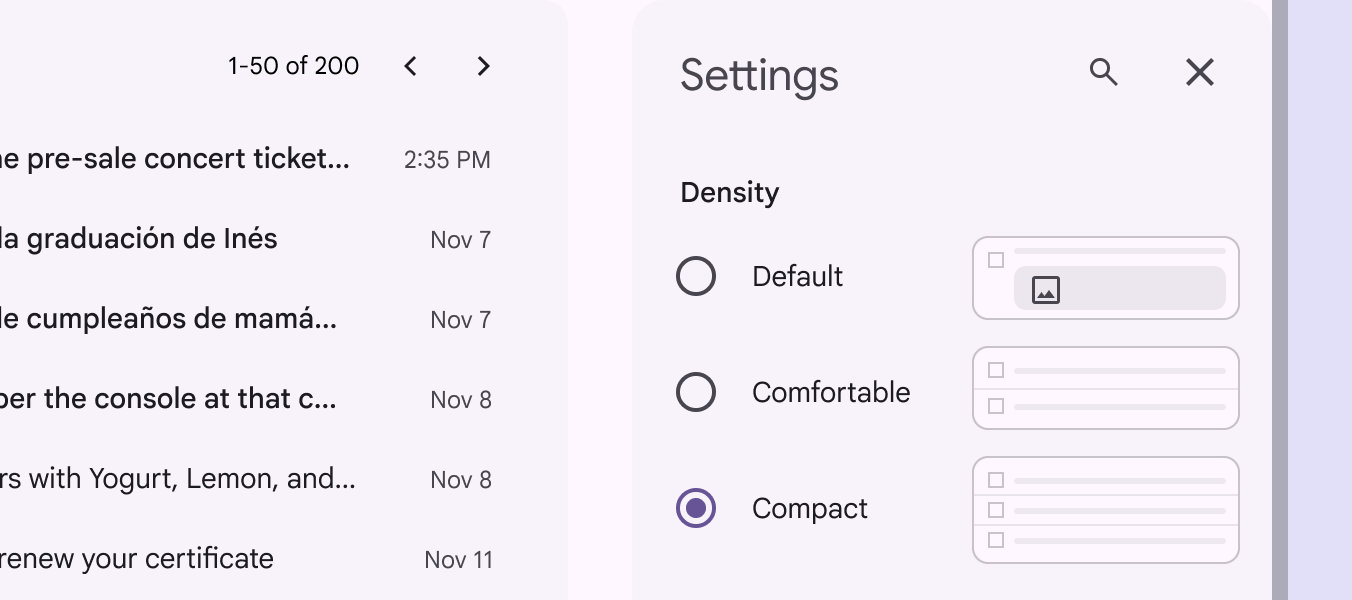 1-50 of 200
ne pre-sale concert ticket... 2:35 PM
la graduación de Inés Nov 7
le cumpleaños de mamá... Nov 7
per the console at that c... Nov 8
rs with Yogurt, Lemon, and... Nov 8
renew your certificate Nov 11
Settings
Density
Default
Comfortable
Compact